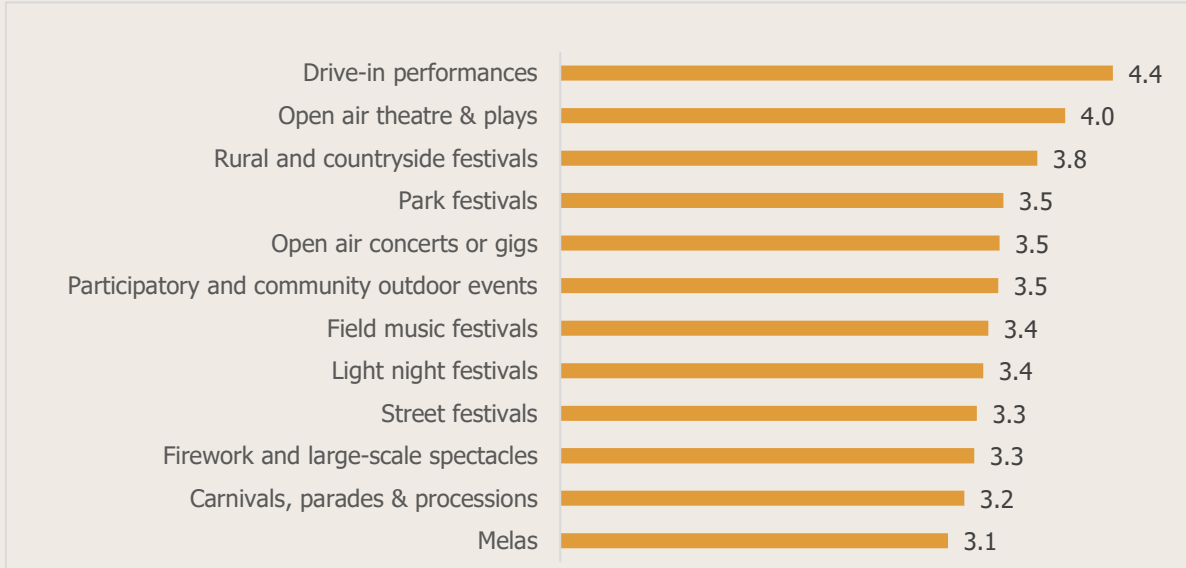 Drive-in performances 4.4
Open air theatre & plays 4.0
Rural and countryside festivals 3.8
Park festivals 3.5
Open air concerts or gigs 3.5
Participatory and community outdoor events 3.5
Field music festivals 3.4
Light night festivals 3.4
Street festivals 3.3
Firework and large-scale spectacles 3.3
Carnivals, parades & processions 3.2
Melas 3.1